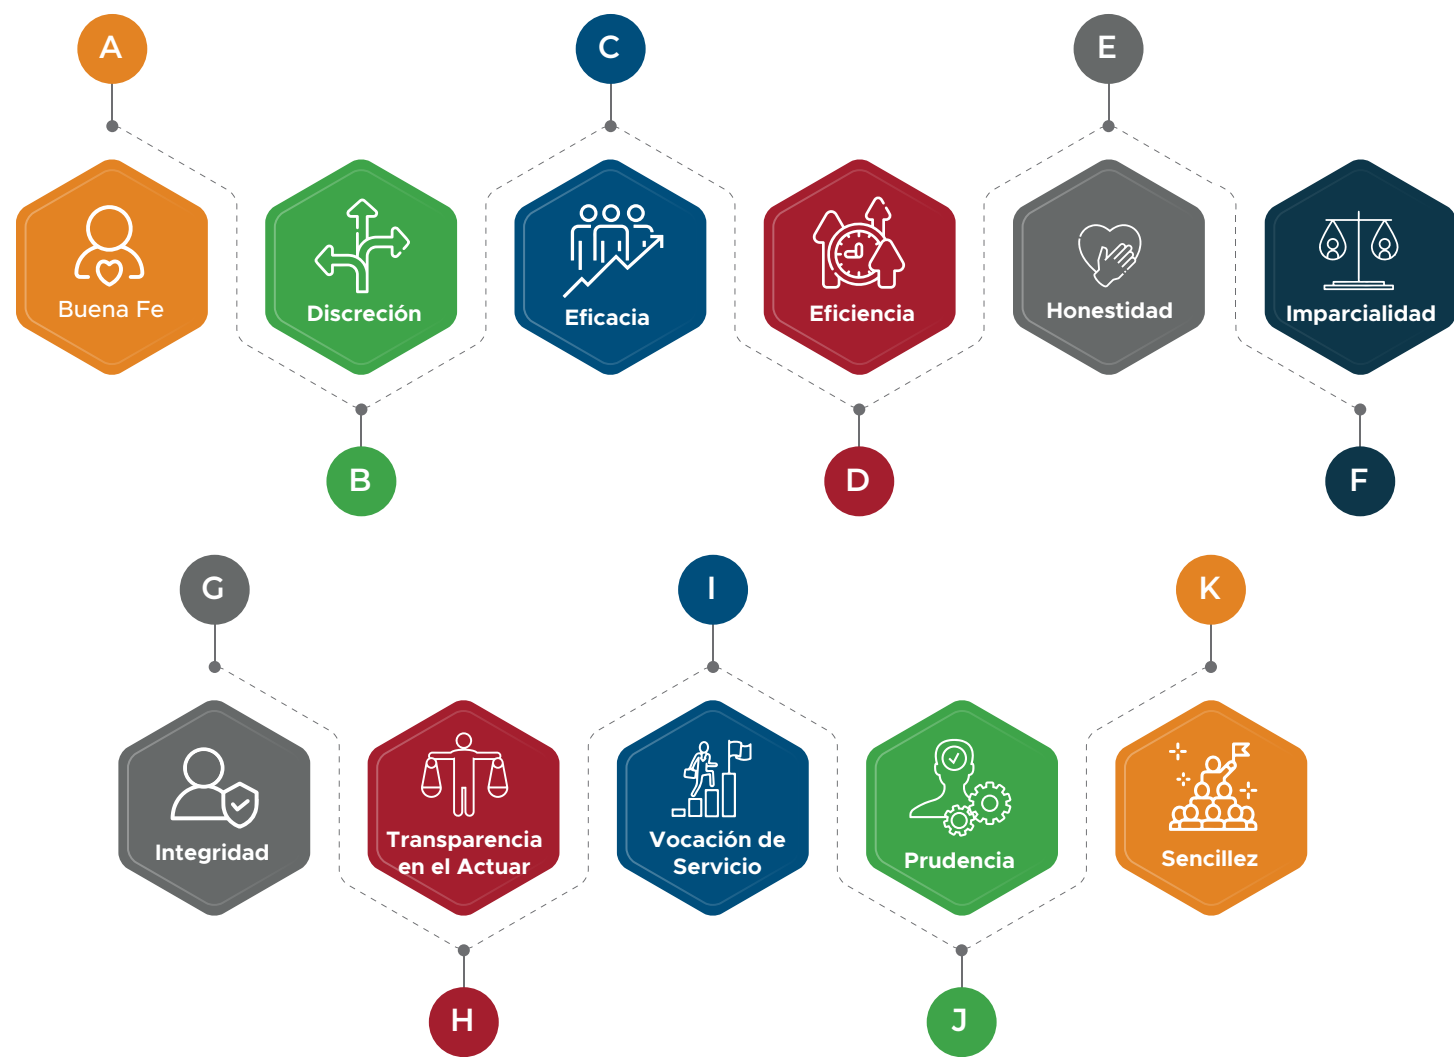 A
C
E
Buena Fe
Discreción
Eficacia
Eficiencia
Honestidad
Imparcialidad
B
D
F
G
I
K
Integridad
Transparencia
en el Actuar
Vocación de
Servicio
Prudencia
Sencillez
H
J